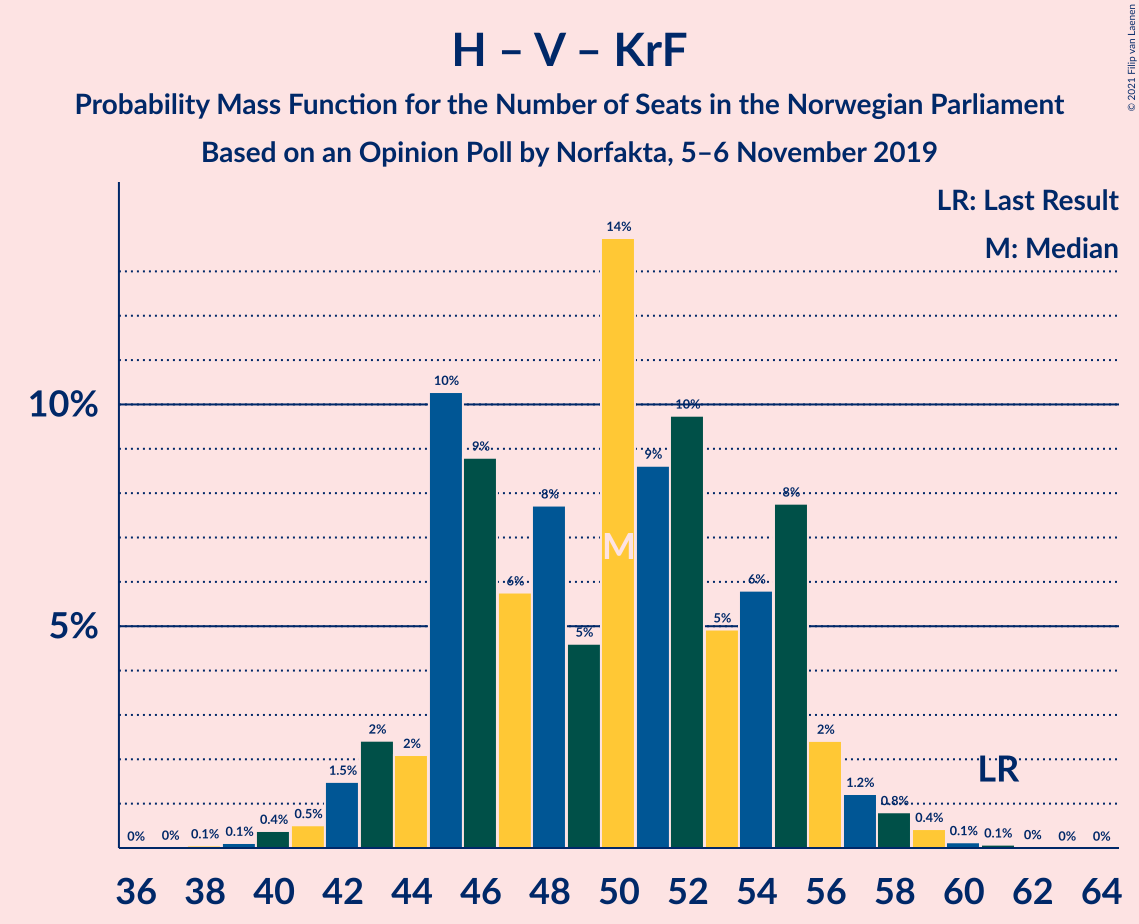 H – V – KrF
Probability Mass Function for the Number of Seats in the Norwegian Parliament
Based on an Opinion Poll by Norfakta, 5–6 November 2019
© 2021 Filip van Laenen
LR: Last Result
M: Median
10%
5%
0% 0% 0.1% 0.1% 0.4% 0.5% 1.5% 2% 2% 10% 9% 6% 8% 5% 14% 9% 10% 5% 6% 8% 2% 1.2% 0.8% 0.4% 0.1% 0.1% 0% 0% 0%
M
LR
36 38 40 42 44 46 48 50 52 54 56 58 60 62 64